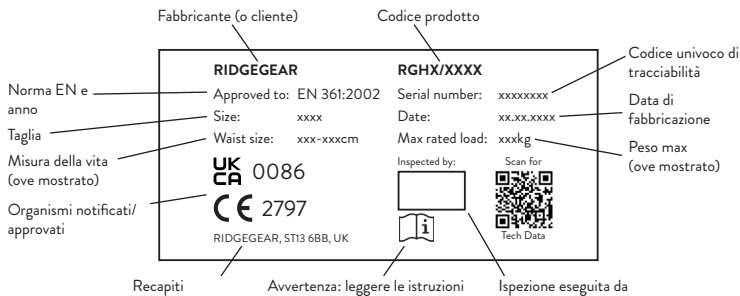 Fabbricante (o cliente)
Codice prodotto
RIDGEGEAR
RGHX/XXXX
Codice univoco di
tracciabilità
Norma EN e
anno
Approved to: EN 361:2002
Serial number: xxxxxxxx
Data di
fabbricazione
Taglia
Size: xxxx
Date: xx.xx.xxxx
Misura della vita
(ove mostrato)
Waist size: xxx-xxxcm
Max rated load: xxxkg
Peso max
(ove mostrato)
UK
CA 0086
Inspected by:
Scan for
Organismi notificati/
approvati
CE 2797
i
RIDGEGEAR, ST13 6BB, UK
Tech Data
Recapiti
Avvertenza: leggere le istruzioni
Ispezione eseguita da